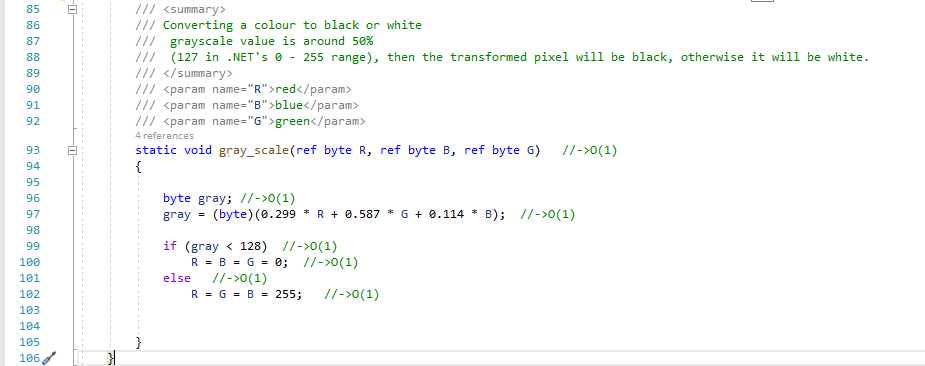 85 /// <summary>
86 /// Converting a colour to black or white
87 ///  grayscale value is around 50%
88 ///  (127 in .NET's 0 - 255 range), then the transformed pixel will be black, otherwise it will be white.
89 /// </summary>
90 /// <param name="R">red</param>
91 /// <param name="B">blue</param>
92 /// <param name="G">green</param>
4 references
93 static void gray_scale(ref byte R, ref byte B, ref byte G)   //->O(1)
94 {
95
96 byte gray; //->O(1)
97 gray = (byte)(0.299 * R + 0.587 * G + 0.114 * B);  //->O(1)
98
99 if (gray < 128)  //->O(1)
100 R = B = G = 0;  //->O(1)
101 else   //->O(1)
102 R = G = B = 255;   //->O(1)
103
104
105 }
106 }